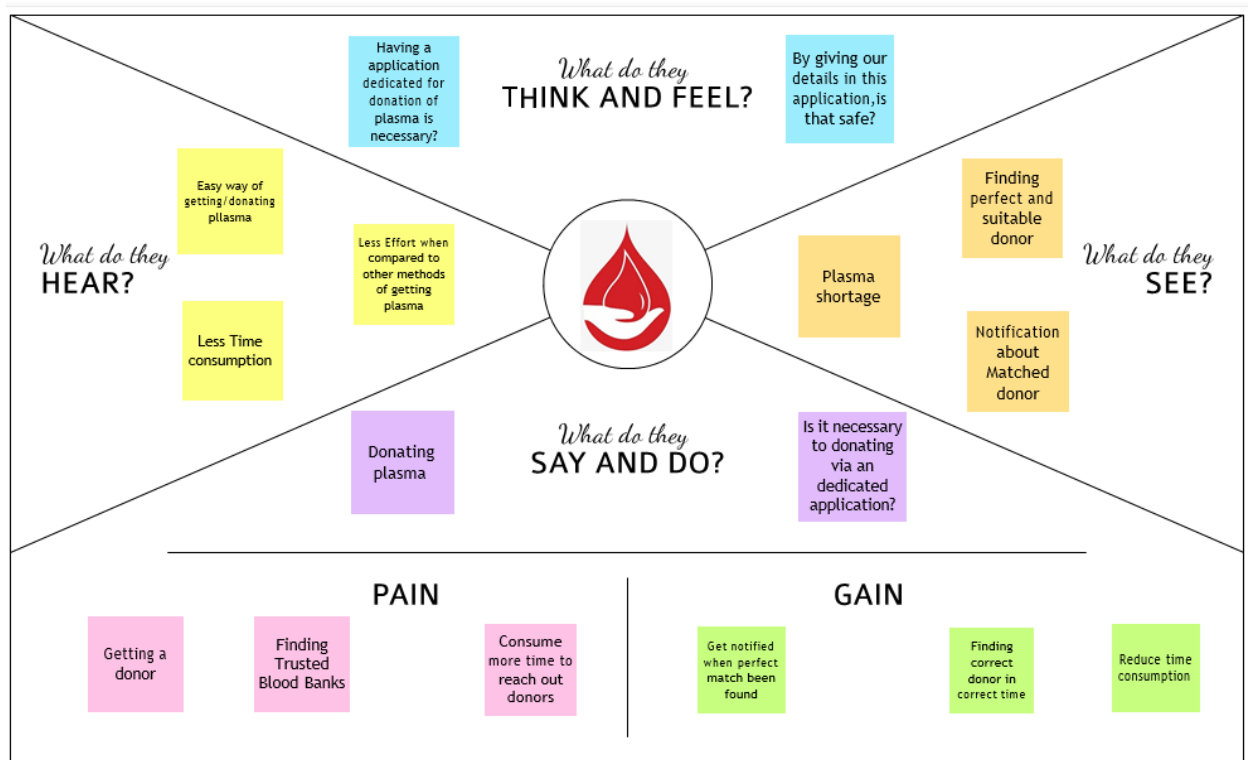 What do they
THINK AND FEEL?
Having a
application
dedicated for
donation of
plasma is
necessary?
By giving our
details in this
application,is
that safe?
What do they
HEAR?
Easy way of
getting/donating
pllasma
Less Effort when
compared to
other methods
of getting
plasma
Less Time
consumption
What do they
SEE?
Finding
perfect and
suitable
donor
Plasma
shortage
Notification
about
Matched
donor
What do they
SAY AND DO?
Donating
plasma
Is it necessary
to donating
via an
dedicated
application?
PAIN
Getting a
donor
Finding
Trusted
Blood Banks
Consume
more time to
reach out
donors
GAIN
Get notified
when perfect
match been
found
Finding
correct
donor in
correct time
Reduce time
consumption